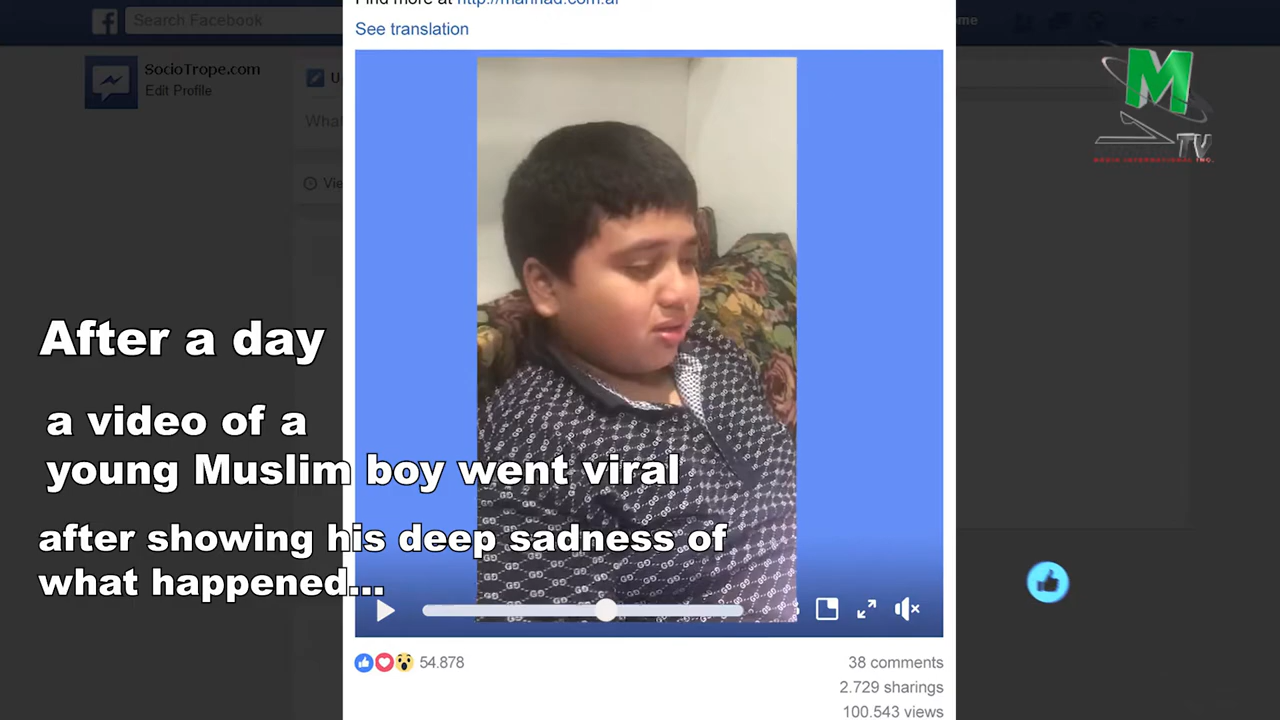 Search Facebook
SocioTrope.com
Edit Profile
See translation
M
TV
After a day
a video of a
young Muslim boy went viral
after showing his deep sadness of
what happened...
54.878
38 comments
2.729 sharings
100.543 views